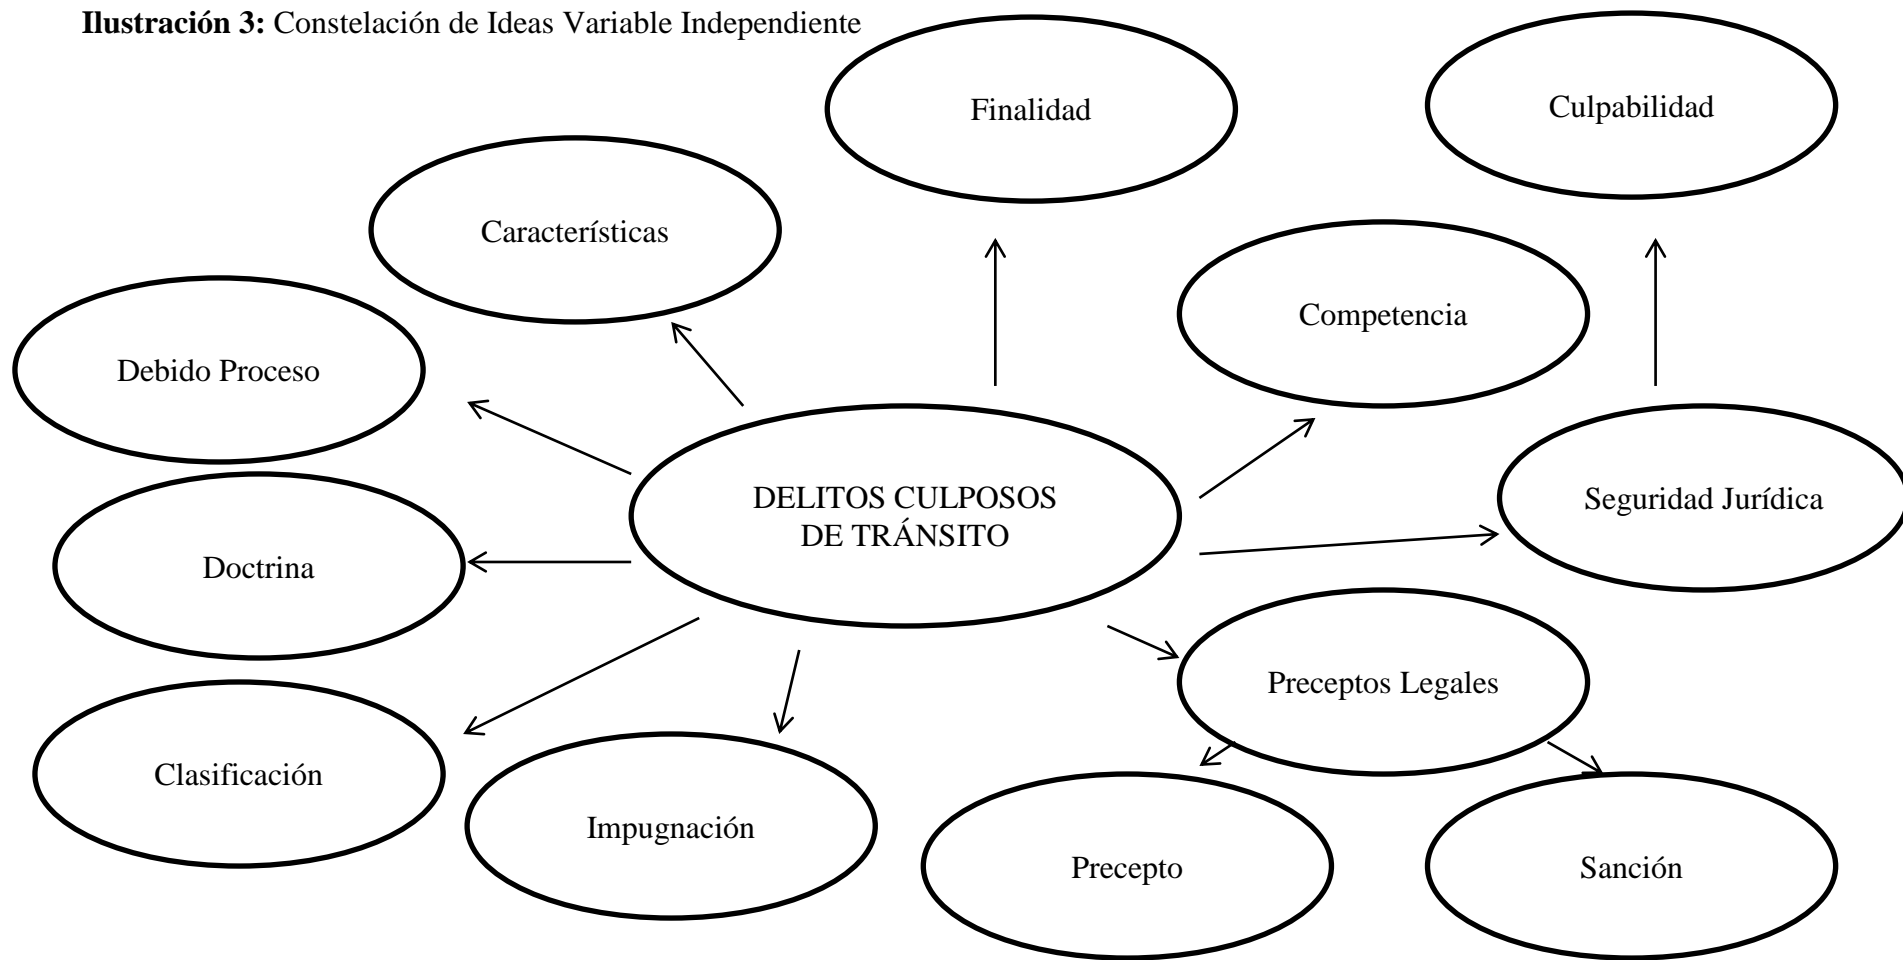 Ilustración 3: Constelación de Ideas Variable Independiente
Finalidad
Culpabilidad
Características
Competencia
Debido Proceso
DELITOS CULPOSOS
DE TRÁNSITO
Seguridad Jurídica
Doctrina
Preceptos Legales
Clasificación
Impugnación
Precepto
Sanción